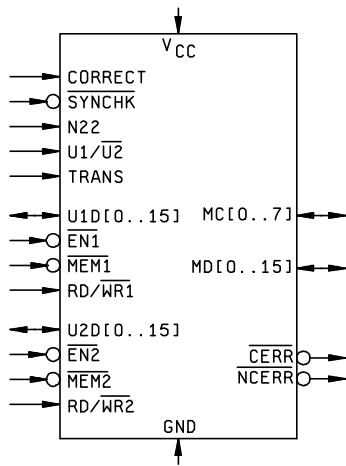 VCC
CORRECT
SYNCHK
N22
U1/U2
TRANS
U1D[0..15] MC[0..7]
EN1
MEM1 MD[0..15]
RD/WR1
U2D[0..15]
EN2 CERR
MEM2 NCERR
RD/WR2
GND